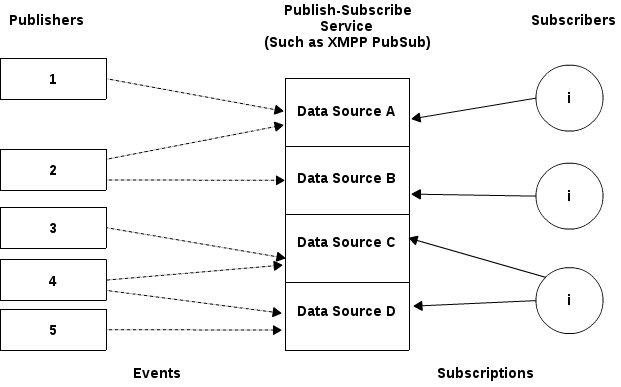 Publishers
Publish-Subscribe
Service
(Such as XMPP PubSub)
Subscribers
1
2
3
4
5
Data Source A
Data Source B
Data Source C
Data Source D
i
i
i
Events
Subscriptions